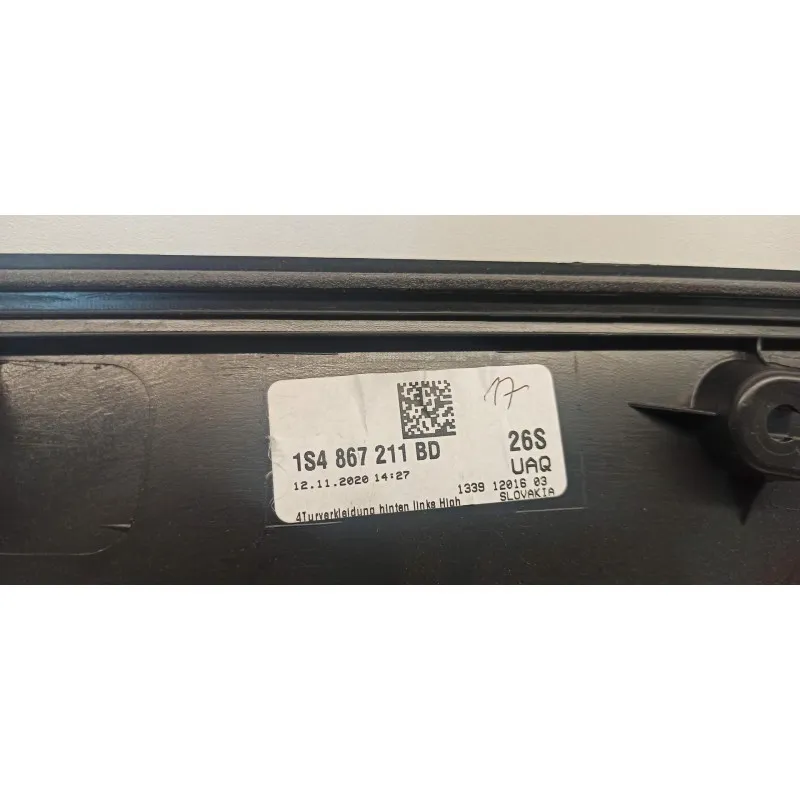 17
1S4 867 211 BD
26S
UAQ
12.11.2020 14:27
1339 12016 03
SLOVAKIA
4Turverkleidung hinten links High